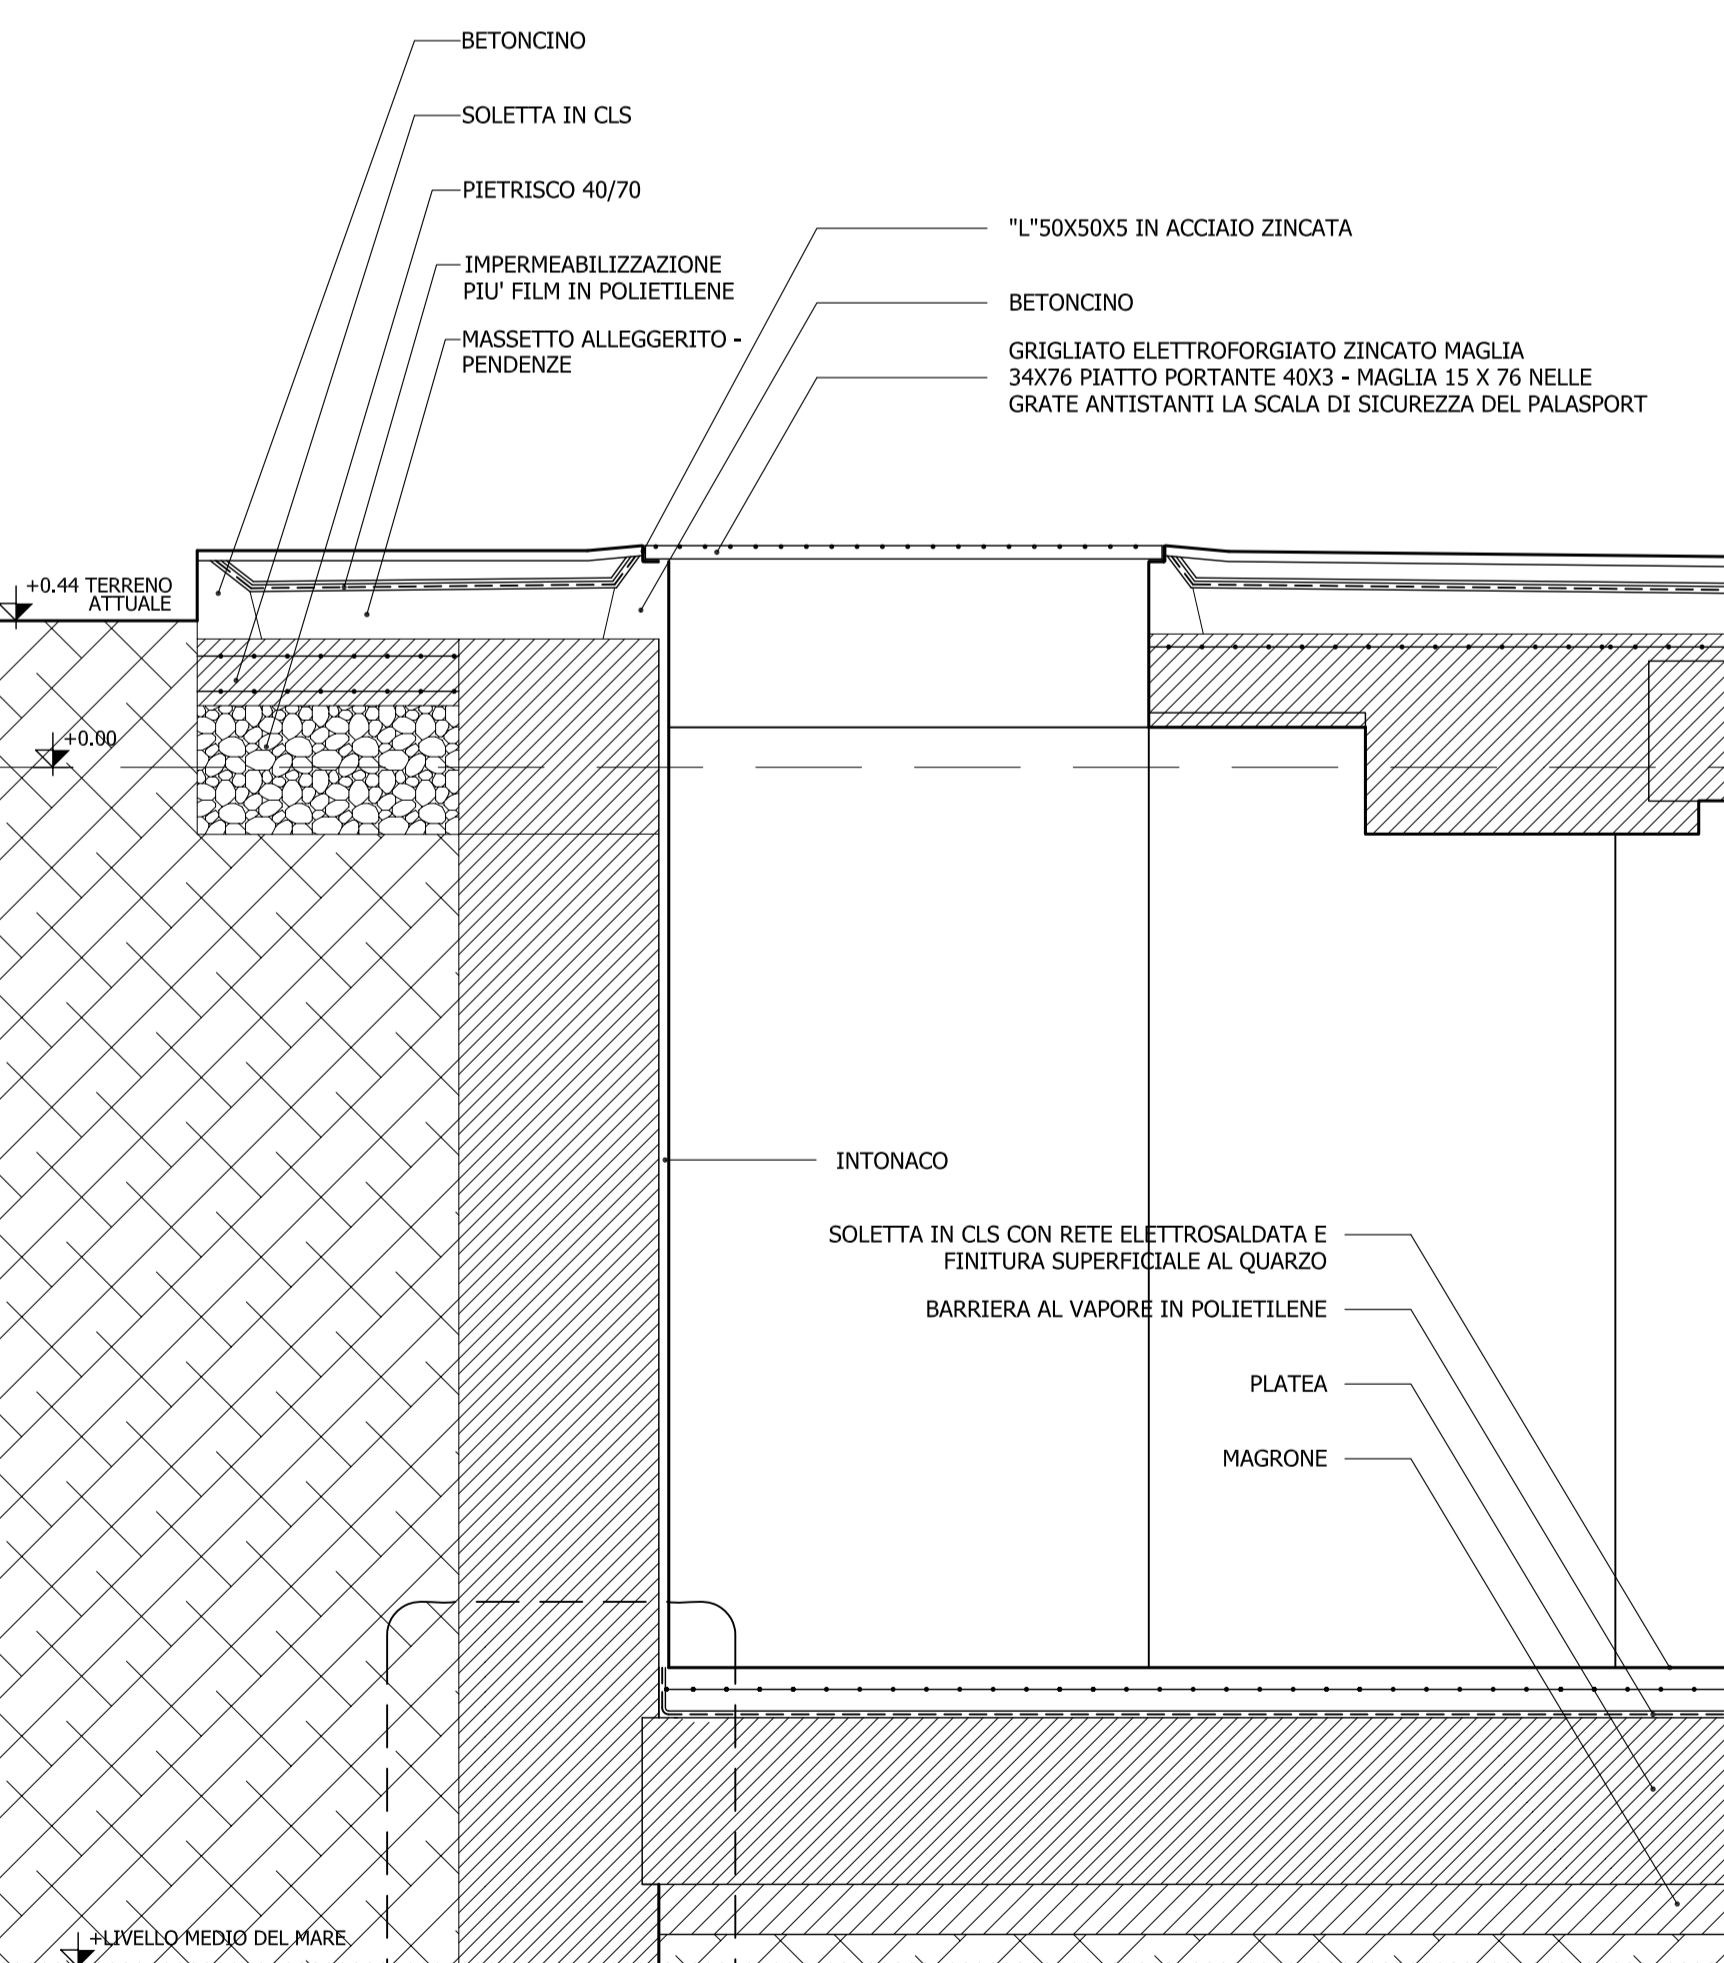 BETONCINO
SOLETTA IN CLS
PIETRISCO 40/70
IMPERMEABILIZZAZIONE
PIU' FILM IN POLIETILENE
MASSETTO ALLEGGERITO -
PENDENZE
"L"50X50X5 IN ACCIAIO ZINCATA
BETONCINO
GRIGLIATO ELETTROFORGIATO ZINCATO MAGLIA
34X76 PIATTO PORTANTE 40X3 - MAGLIA 15 X 76 NELLE
GRATE ANTISTANTI LA SCALA DI SICUREZZA DEL PALASPORT
+0.44 TERRENO
ATTUALE
+0.00
INTONACO
SOLETTA IN CLS CON RETE ELETTROSALDATA E
FINITURA SUPERFICIALE AL QUARZO
BARRIERA AL VAPORE IN POLIETILENE
PLATEA
MAGRONE
+LIVELLO MEDIO DEL MARE